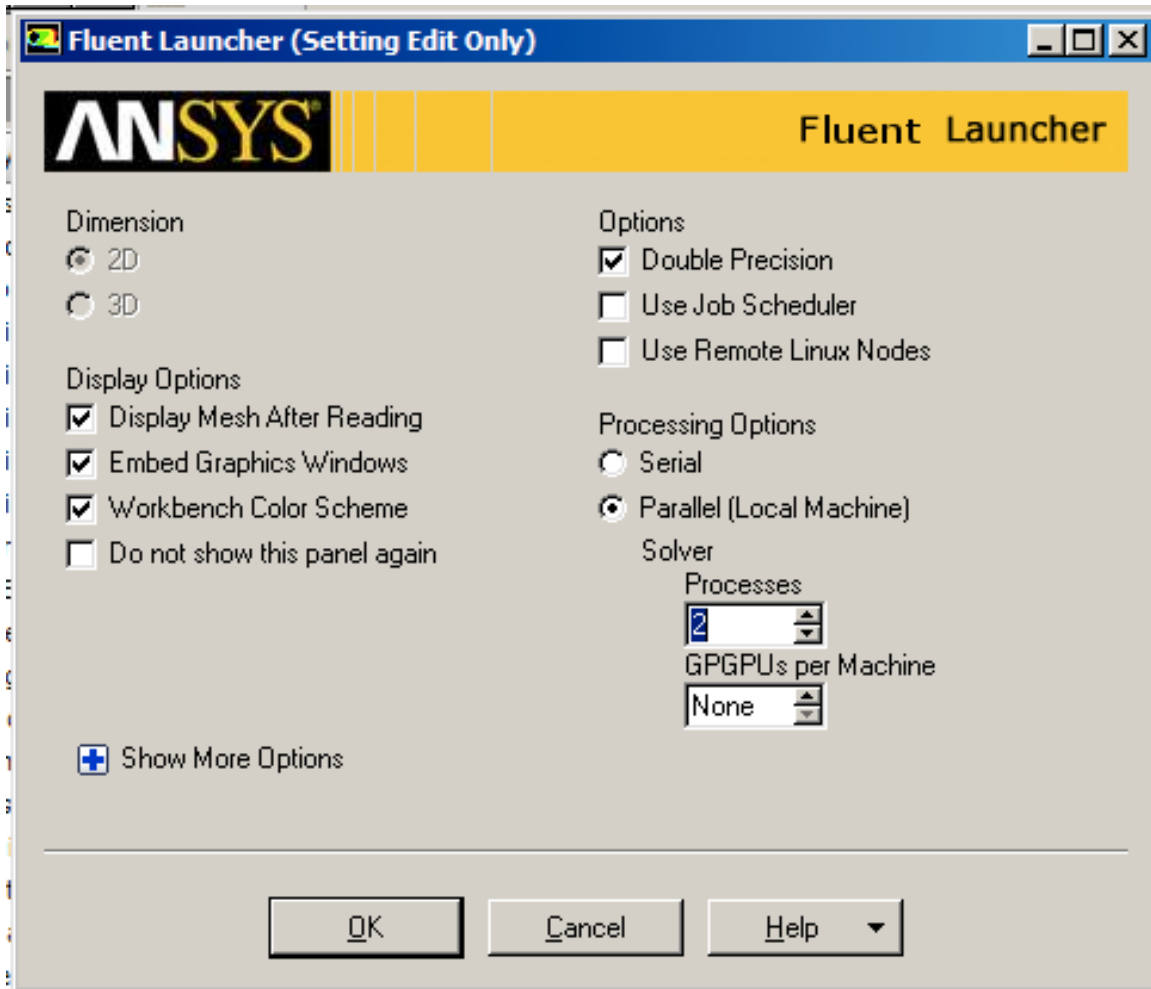 Fluent Launcher (Setting Edit Only)
ANSYS®
Fluent Launcher
Dimension
2D
3D
Display Options
Display Mesh After Reading
Embed Graphics Windows
Workbench Color Scheme
Do not show this panel again
Show More Options
Options
Double Precision
Use Job Scheduler
Use Remote Linux Nodes
Processing Options
Serial
Parallel (Local Machine)
Solver
Processes
2
GPGPUs per Machine
None
OK
Cancel
Help